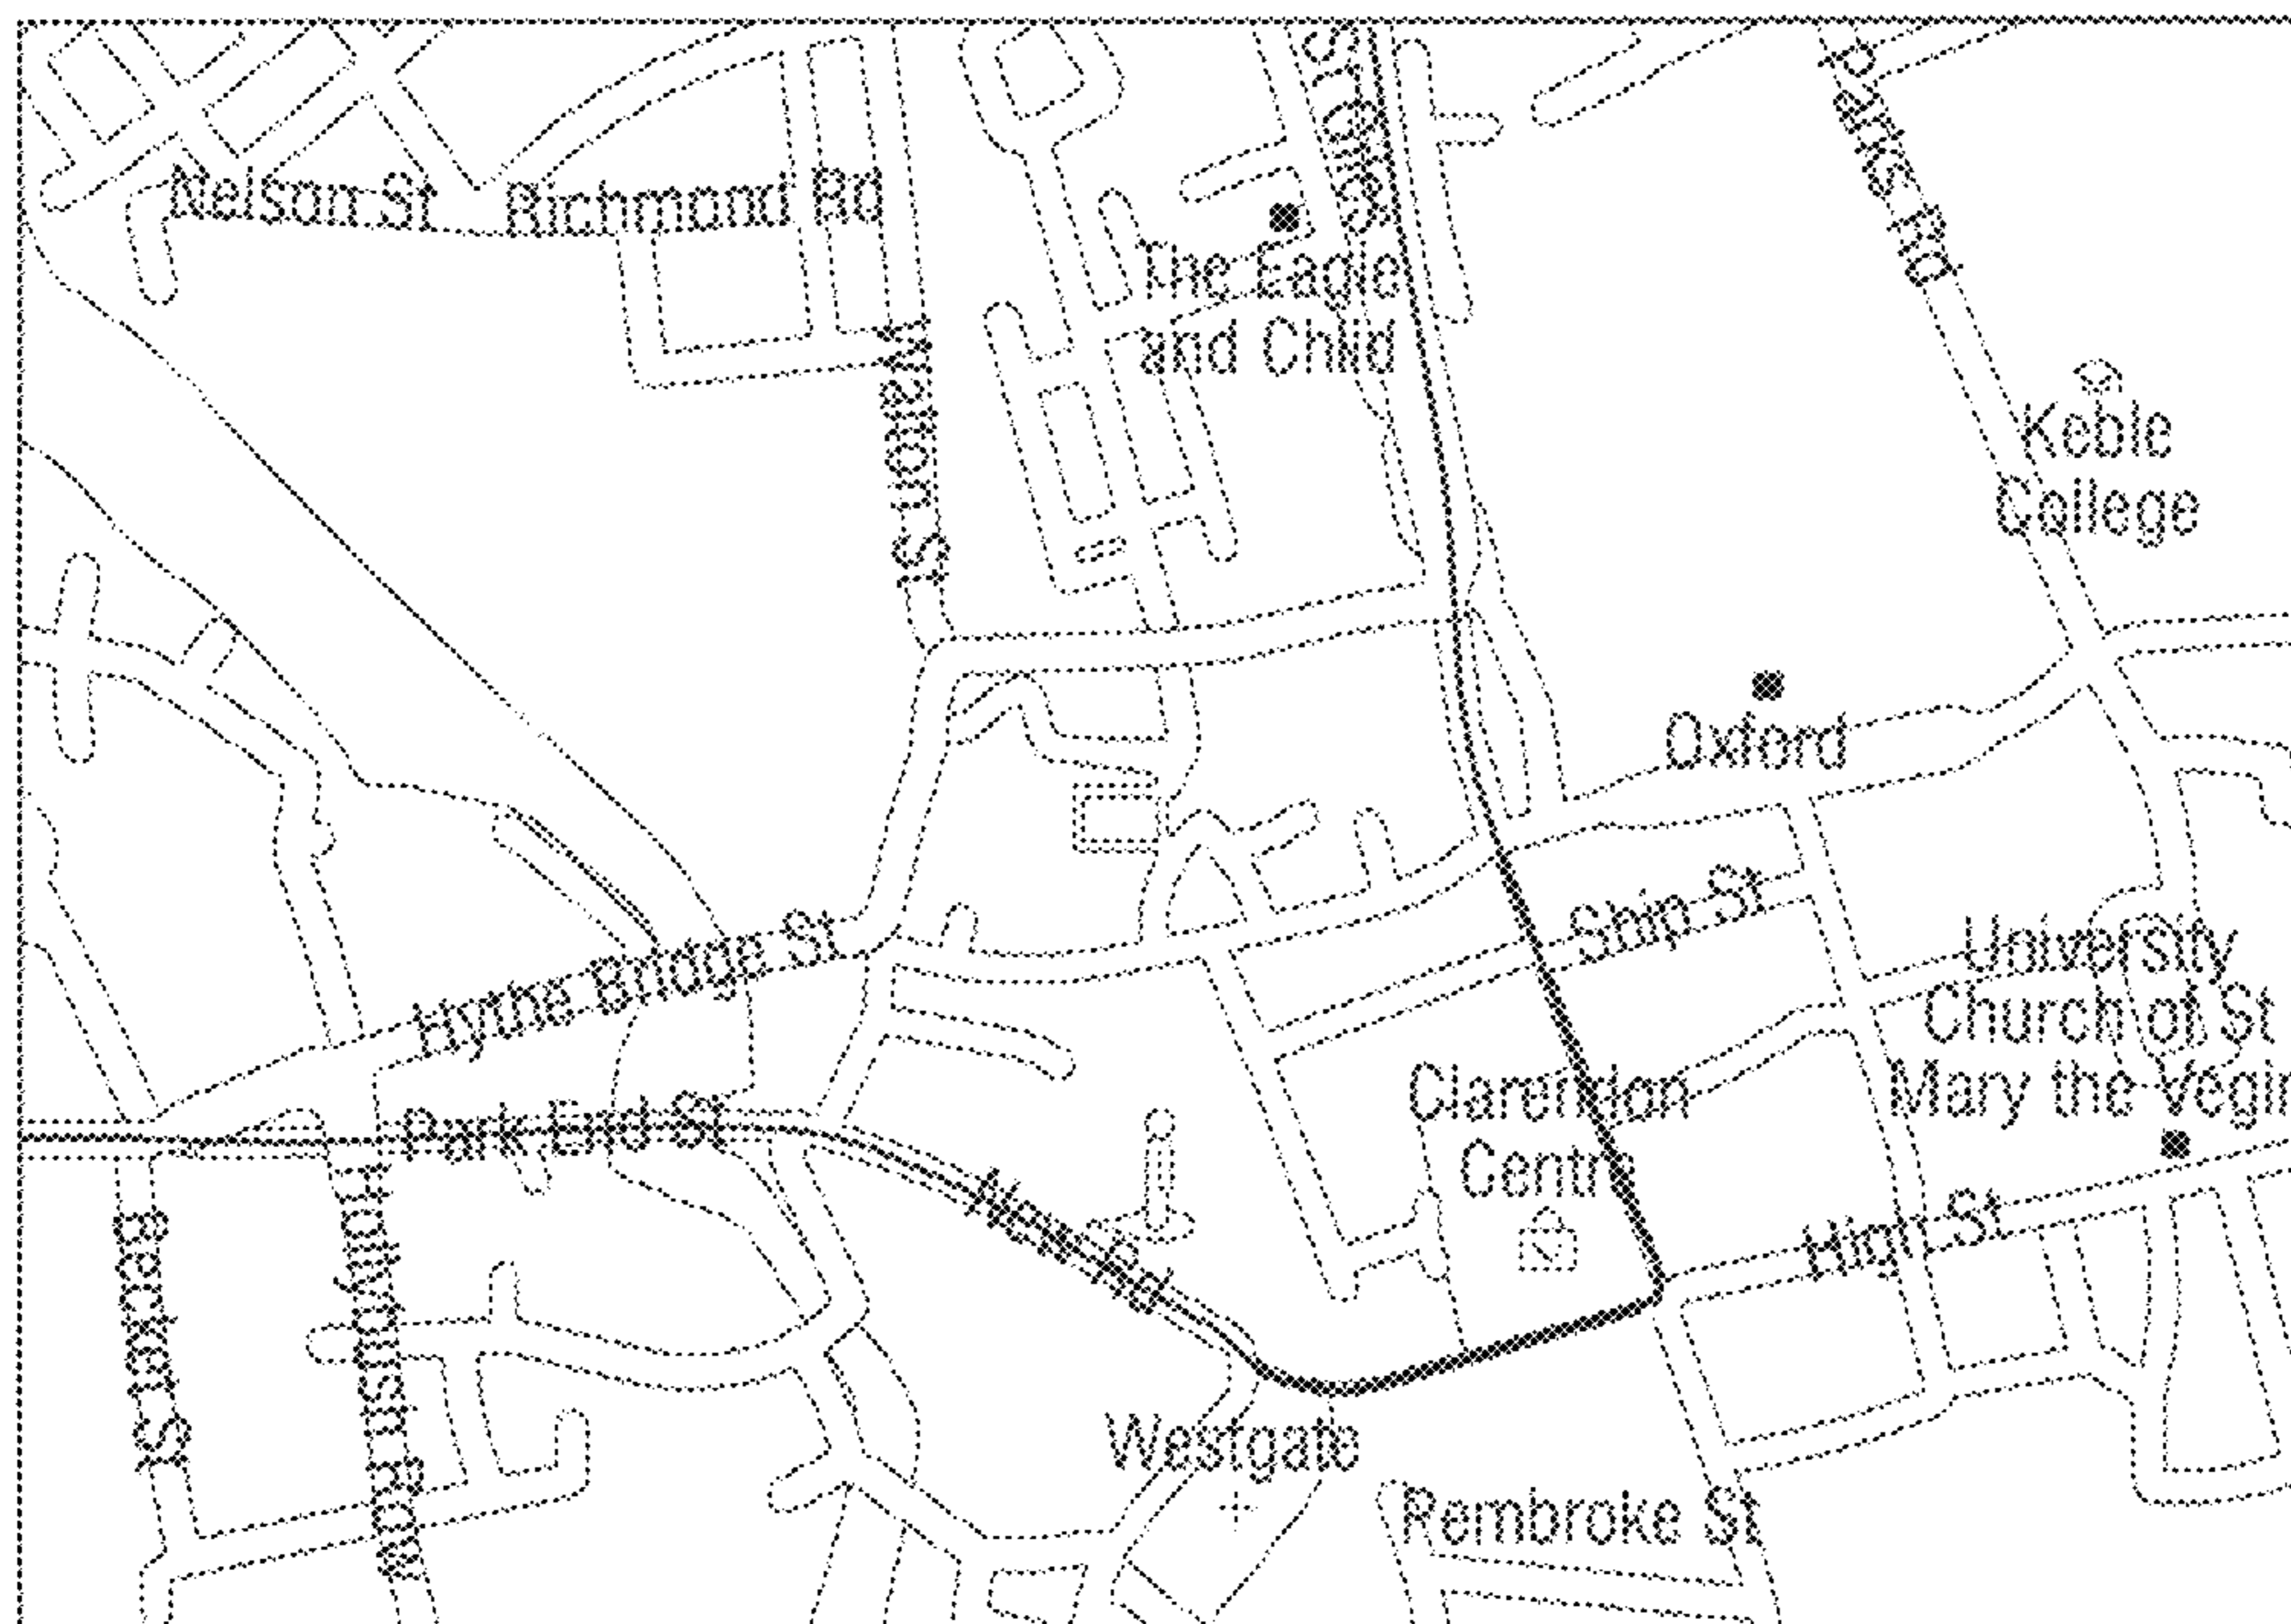 St Giles
Parks Rd
Nelson St
Richmond Rd
The Eagle
and Child
Walton St
Keble
College
Oxford
Ship St
University
Church of St
Mary the Vegin
Hythe Bridge St
Clarendon
Centre
Park End St
New Rd
High St
Becket St
Hollybush Row
Westgate
Pembroke St